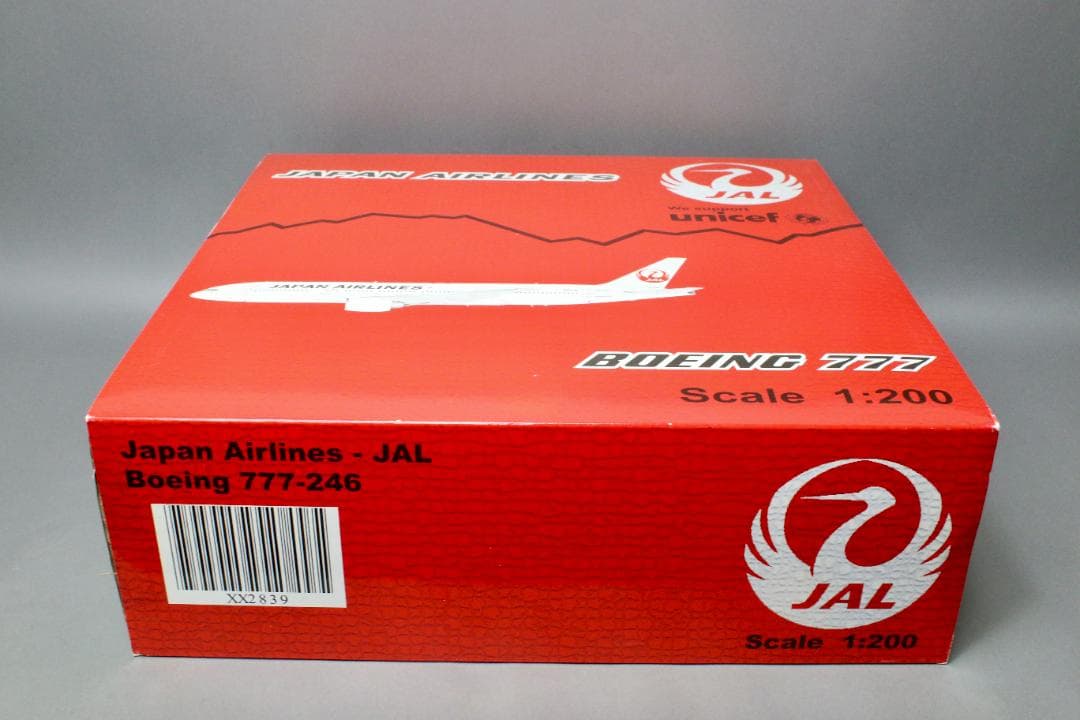 JAPAN AIRLINES
JAL
We support
unicef
JAPAN AIRLINES
BOEING 777
Scale 1:200
Japan Airlines - JAL
Boeing 777-246
XX2839
JAL
Scale 1:200